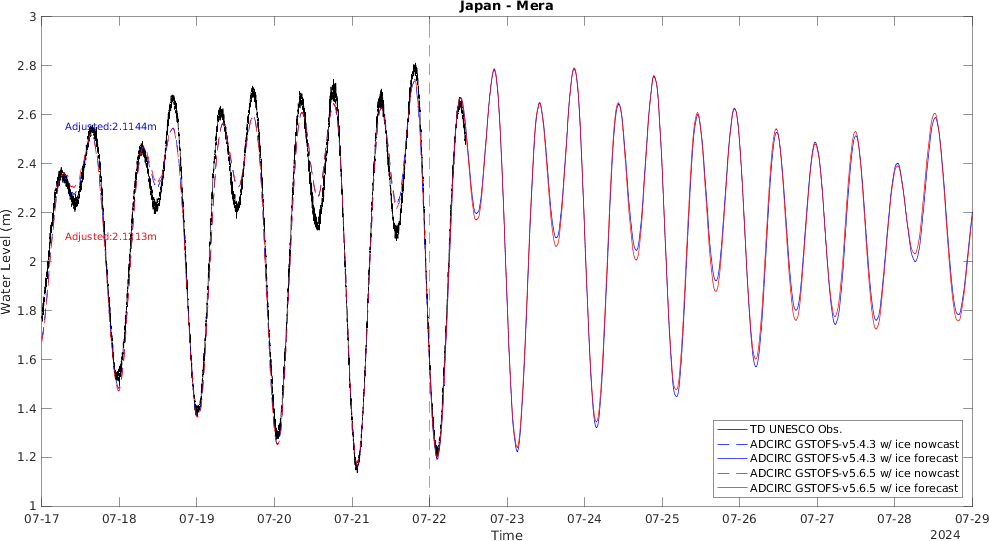 Japan - Mera
3
2.8
2.6
2.4
2.2
2
1.8
1.6
1.4
1.2
1
Water Level (m)
Adjusted:2.1144m
Adjusted:2.1113m
TD UNESCO Obs.
ADCIRC GSTOFS-v5.4.3 w/ ice nowcast
ADCIRC GSTOFS-v5.4.3 w/ ice forecast
ADCIRC GSTOFS-v5.6.5 w/ ice nowcast
ADCIRC GSTOFS-v5.6.5 w/ ice forecast
07-17 07-18 07-19 07-20 07-21 07-22 07-23 07-24 07-25 07-26 07-27 07-28 07-29
Time
2024